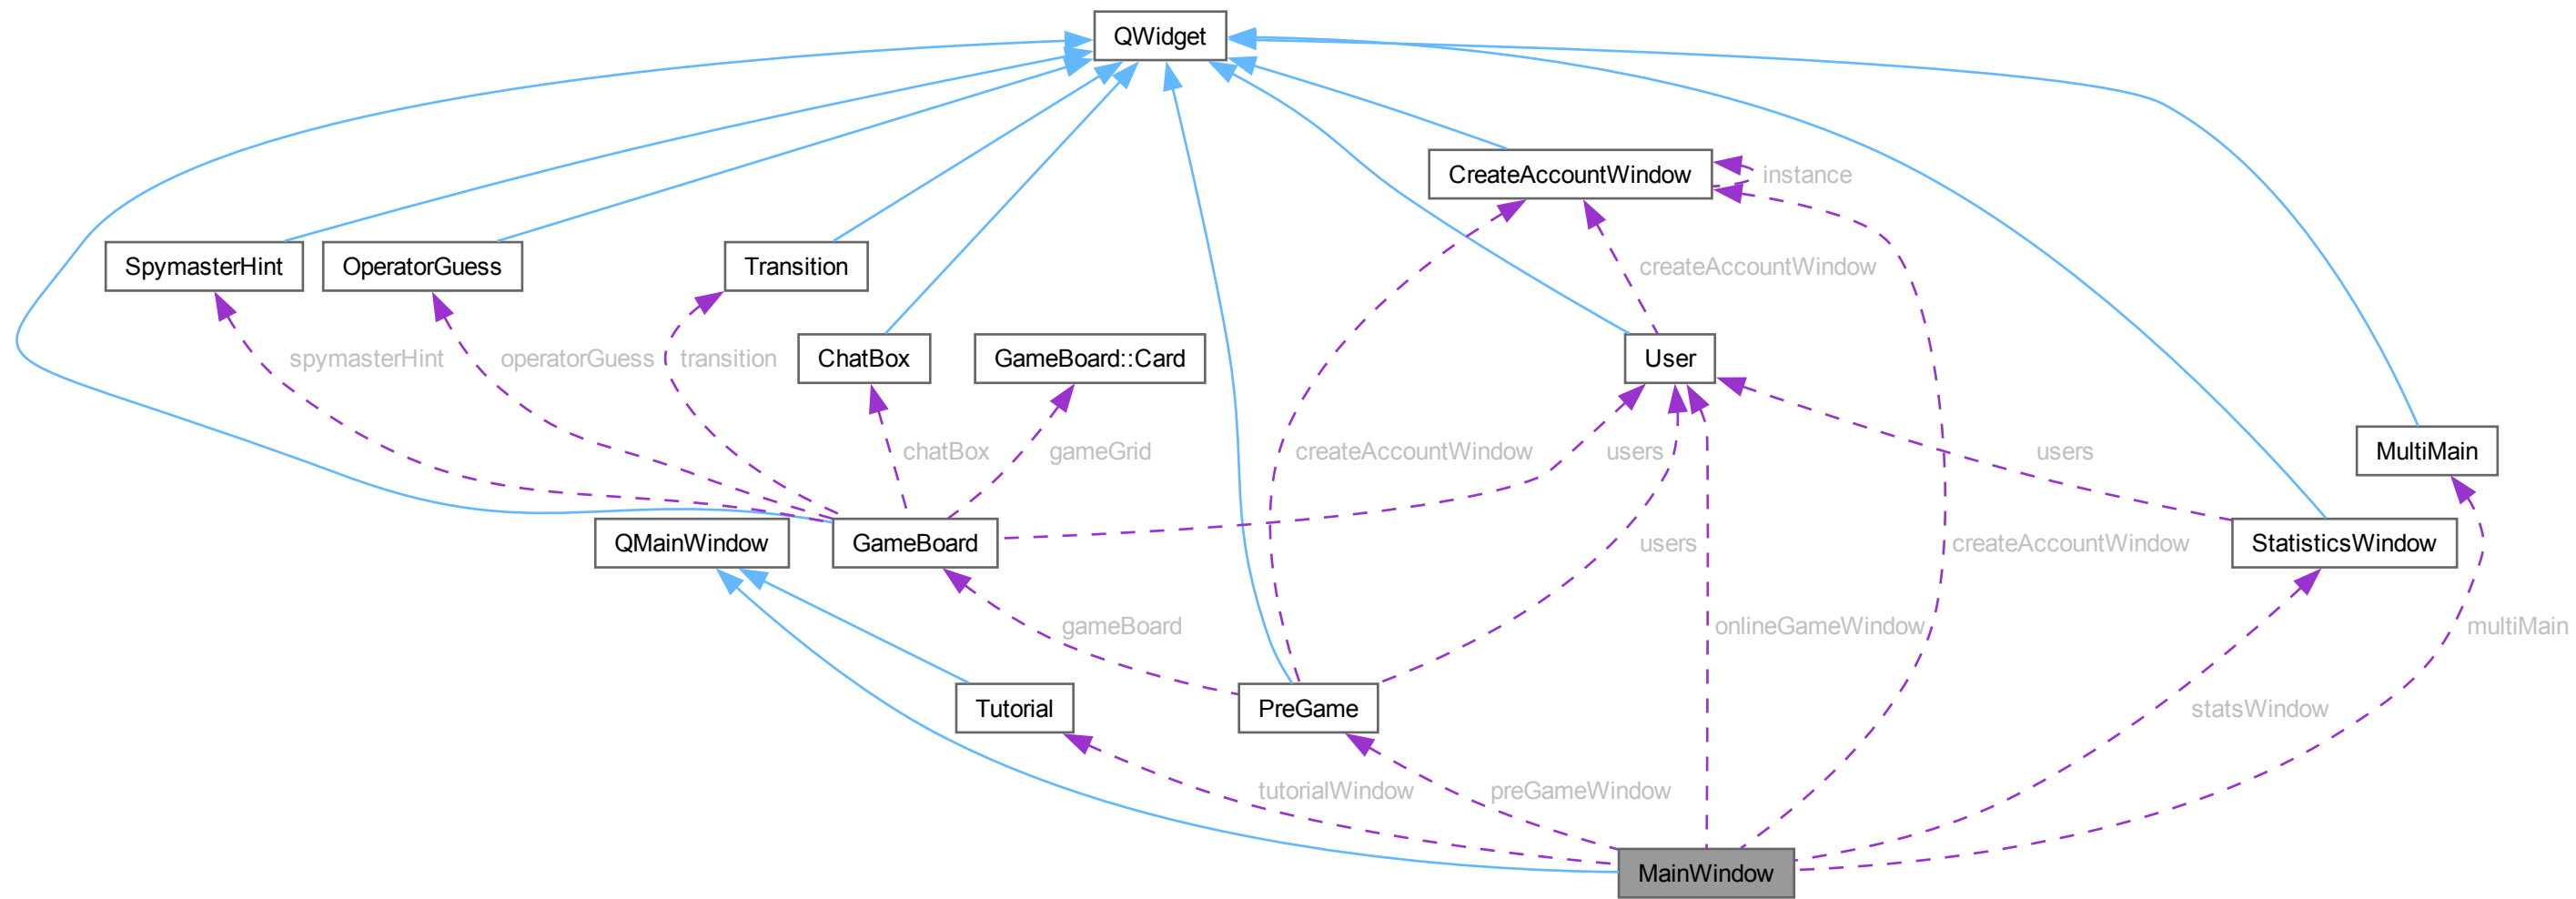 QWidget
CreateAccountWindow
instance
SpymasterHint
OperatorGuess
Transition
createAccountWindow
spymasterHint
operatorGuess
transition
ChatBox
GameBoard::Card
User
chatBox
gameGrid
createAccountWindow
users
users
MultiMain
QMainWindow
GameBoard
users
createAccountWindow
StatisticsWindow
gameBoard
onlineGameWindow
multiMain
Tutorial
PreGame
statsWindow
tutorialWindow
preGameWindow
MainWindow